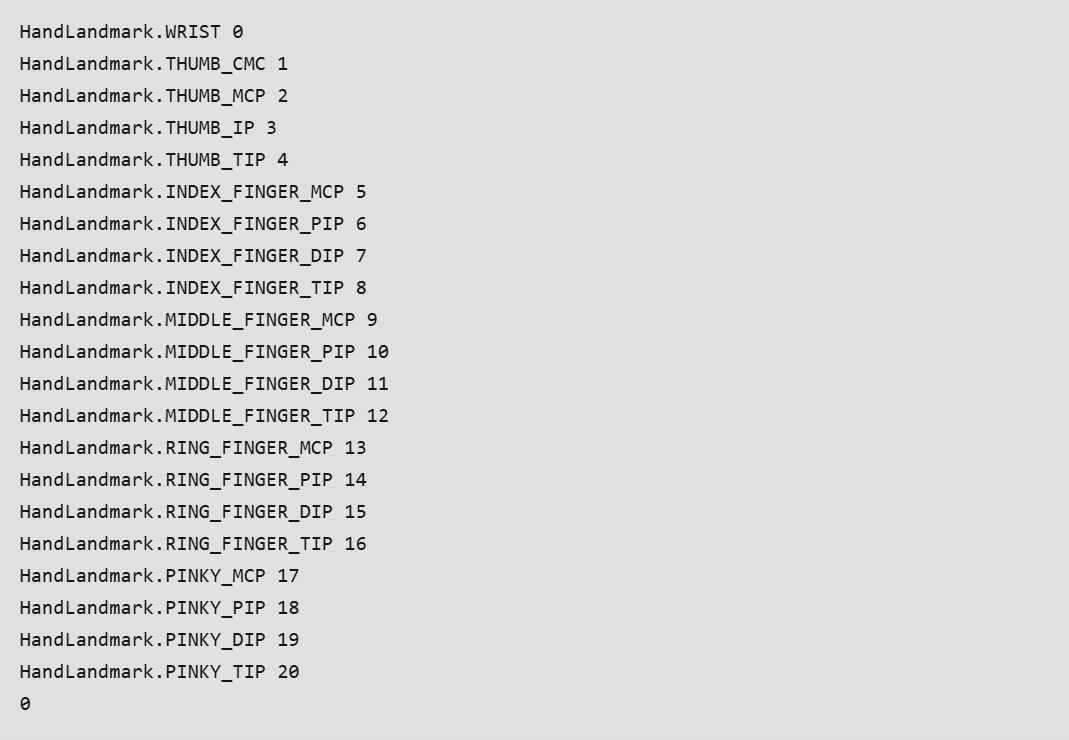 HandLandmark.WRIST 0
HandLandmark.THUMB_CMC 1
HandLandmark.THUMB_MCP 2
HandLandmark.THUMB_IP 3
HandLandmark.THUMB_TIP 4
HandLandmark.INDEX_FINGER_MCP 5
HandLandmark.INDEX_FINGER_PIP 6
HandLandmark.INDEX_FINGER_DIP 7
HandLandmark.INDEX_FINGER_TIP 8
HandLandmark.MIDDLE_FINGER_MCP 9
HandLandmark.MIDDLE_FINGER_PIP 10
HandLandmark.MIDDLE_FINGER_DIP 11
HandLandmark.MIDDLE_FINGER_TIP 12
HandLandmark.RING_FINGER_MCP 13
HandLandmark.RING_FINGER_PIP 14
HandLandmark.RING_FINGER_DIP 15
HandLandmark.RING_FINGER_TIP 16
HandLandmark.PINKY_MCP 17
HandLandmark.PINKY_PIP 18
HandLandmark.PINKY_DIP 19
HandLandmark.PINKY_TIP 20
0